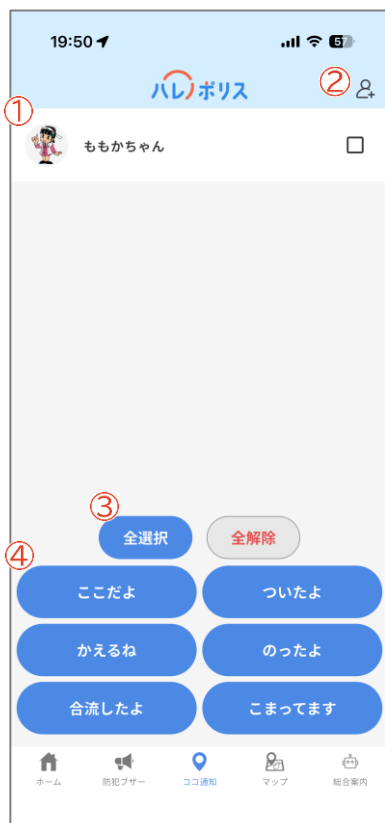 19:50 57
ハレノポリス ②
①
ももかちゃん
③
全選択 全解除
④
ここだよ ついたよ
かえるね のったよ
合流したよ こまってます
ホーム 防犯ブザー ココ通知 マップ 総合案内